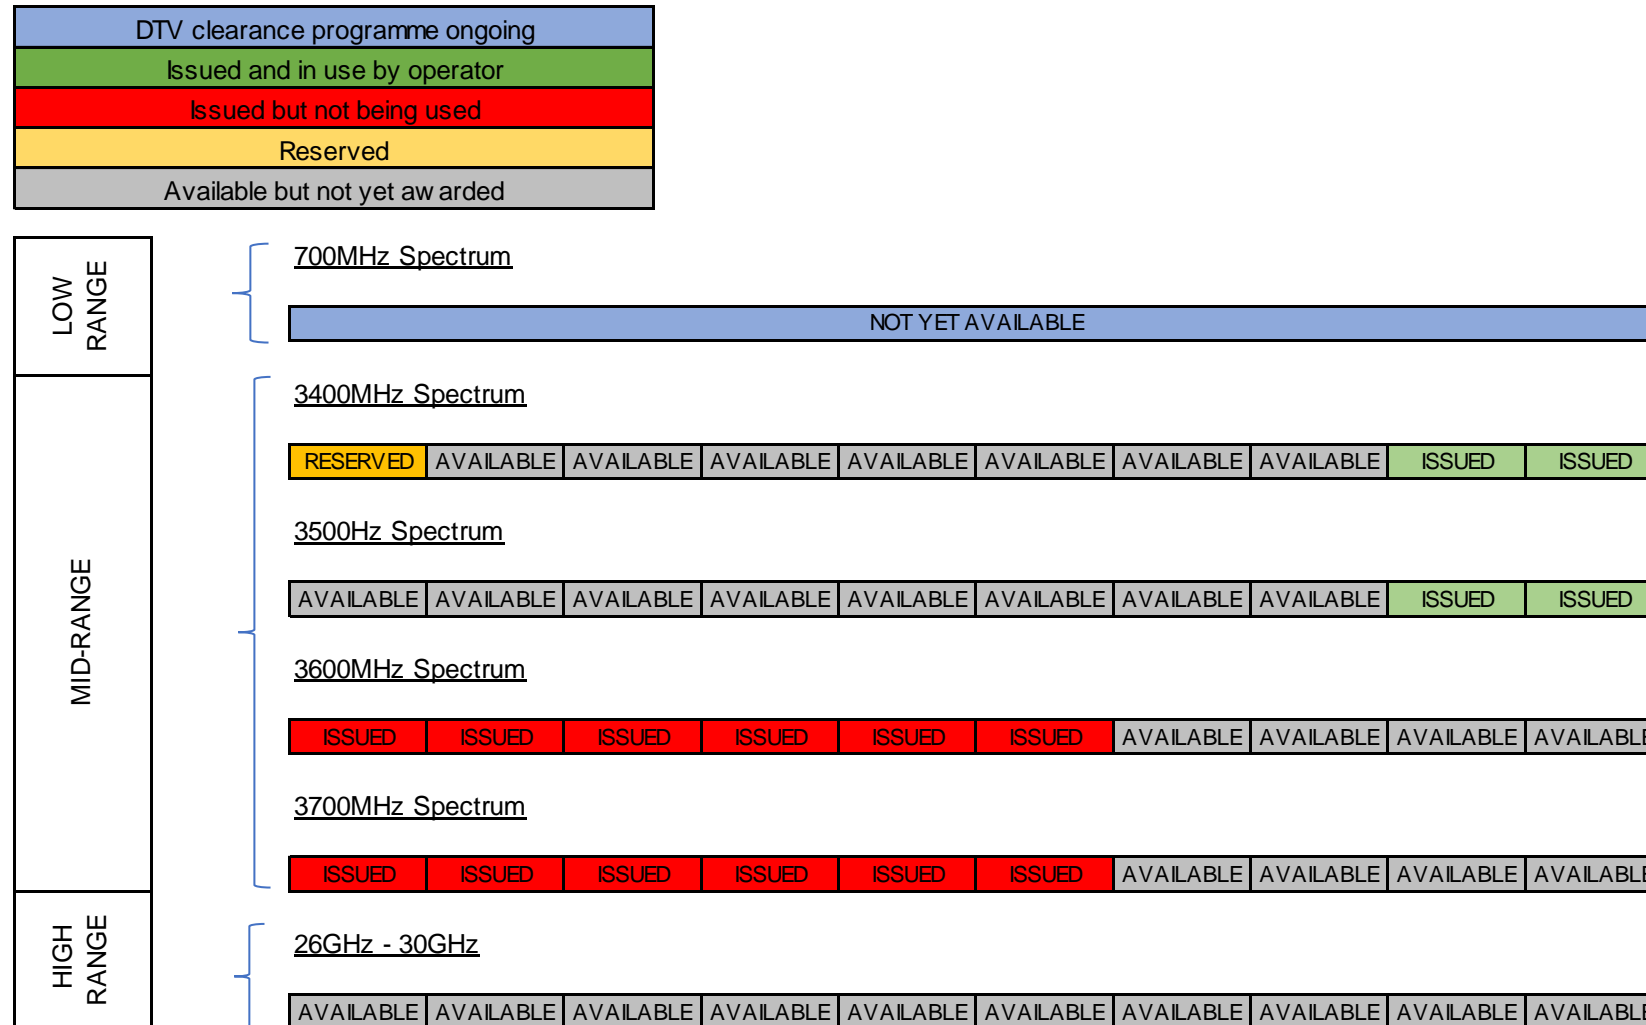 DTV clearance programme ongoing
Issued and in use by operator
Issued but not being used
Reserved
Available but not yet awarded
LOW
RANGE
700MHz Spectrum
NOT YET AVAILABLE
MID-RANGE
3400MHz Spectrum
RESERVED AVAILABLE AVAILABLE AVAILABLE AVAILABLE AVAILABLE AVAILABLE AVAILABLE ISSUED ISSUED
3500Hz Spectrum
AVAILABLE AVAILABLE AVAILABLE AVAILABLE AVAILABLE AVAILABLE AVAILABLE AVAILABLE ISSUED ISSUED
3600MHz Spectrum
ISSUED ISSUED ISSUED ISSUED ISSUED ISSUED AVAILABLE AVAILABLE AVAILABLE AVAILABLE
3700MHz Spectrum
ISSUED ISSUED ISSUED ISSUED ISSUED ISSUED AVAILABLE AVAILABLE AVAILABLE AVAILABLE
HIGH
RANGE
26GHz - 30GHz
AVAILABLE AVAILABLE AVAILABLE AVAILABLE AVAILABLE AVAILABLE AVAILABLE AVAILABLE AVAILABLE AVAILABLE